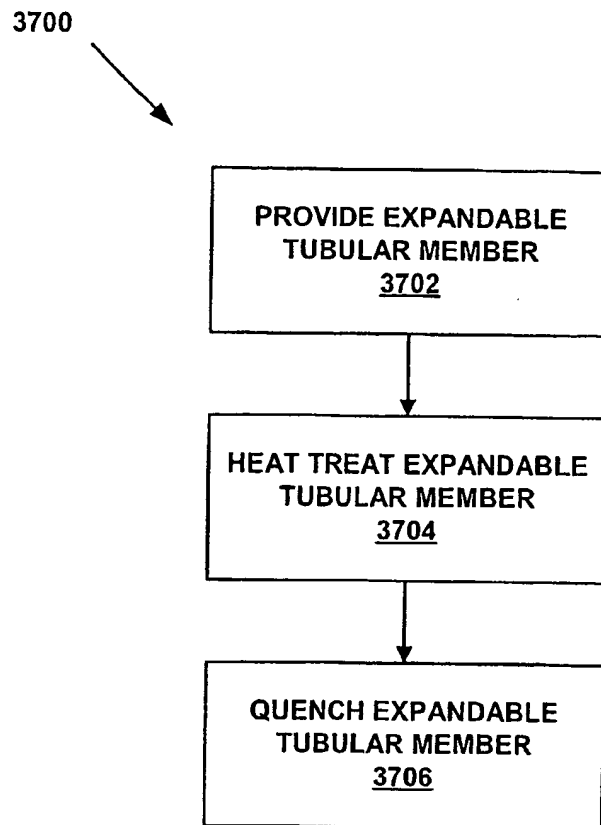 3700
PROVIDE EXPANDABLE
TUBULAR MEMBER
3702
HEAT TREAT EXPANDABLE
TUBULAR MEMBER
3704
QUENCH EXPANDABLE
TUBULAR MEMBER
3706